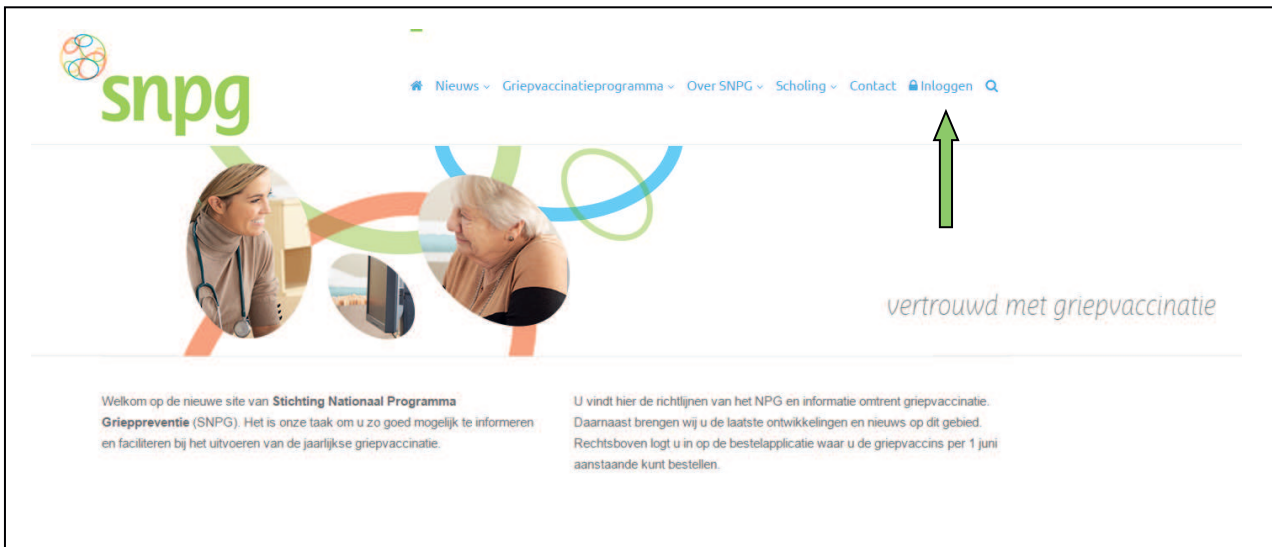 snpg
Nieuws Griepvaccinatieprogramma Over SNPG Scholing Contact Inloggen
vertrouwd met griepvaccinatie
Welkom op de nieuwe site van Stichting Nationaal Programma
Grieppreventie (SNPG). Het is onze taak om u zo goed mogelijk te informeren
en faciliteren bij het uitvoeren van de jaarlijkse griepvaccinatie.
U vindt hier de richtlijnen van het NPG en informatie omtrent griepvaccinatie.
Daarnaast brengen wij u de laatste ontwikkelingen en nieuws op dit gebied.
Rechtsboven logt u in op de bestelapplicatie waar u de griepvaccins per 1 juni
aanstaande kunt bestellen.